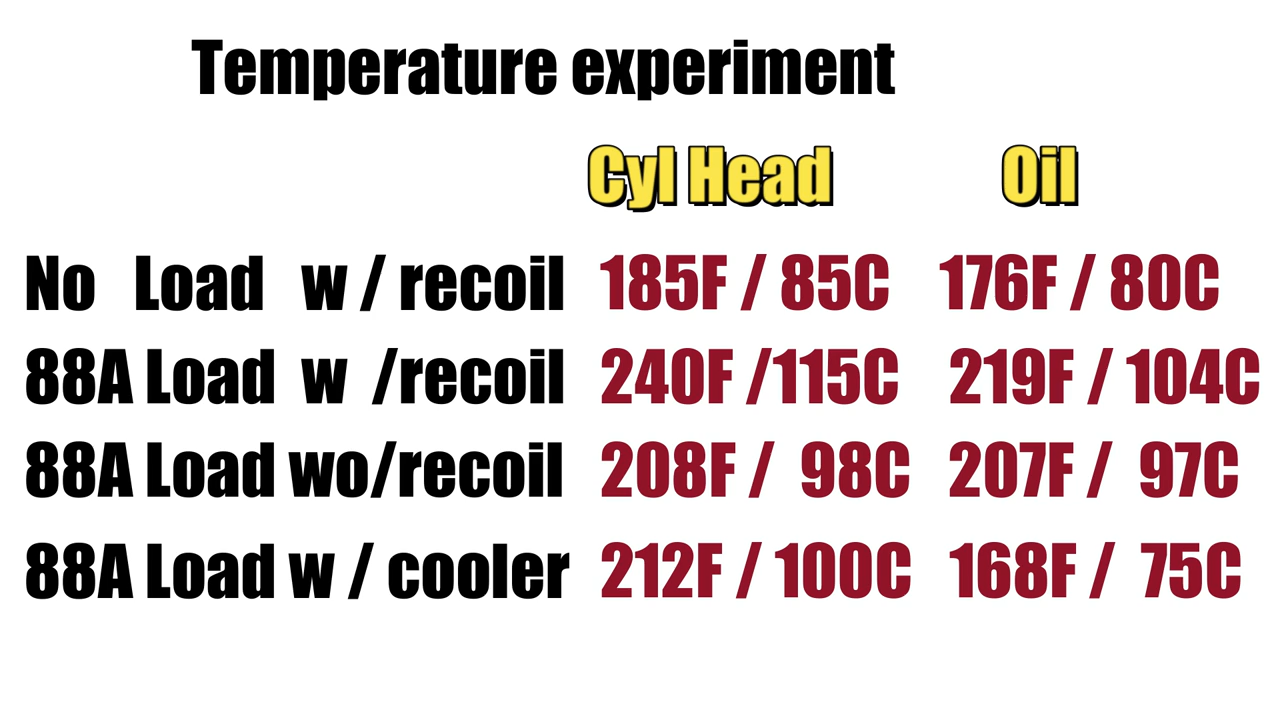 Temperature experiment
Cyl Head Oil
No Load w / recoil 185F / 85C 176F / 80C
88A Load w /recoil 240F /115C 219F / 104C
88A Load wo/recoil 208F / 98C 207F / 97C
88A Load w / cooler 212F / 100C 168F / 75C